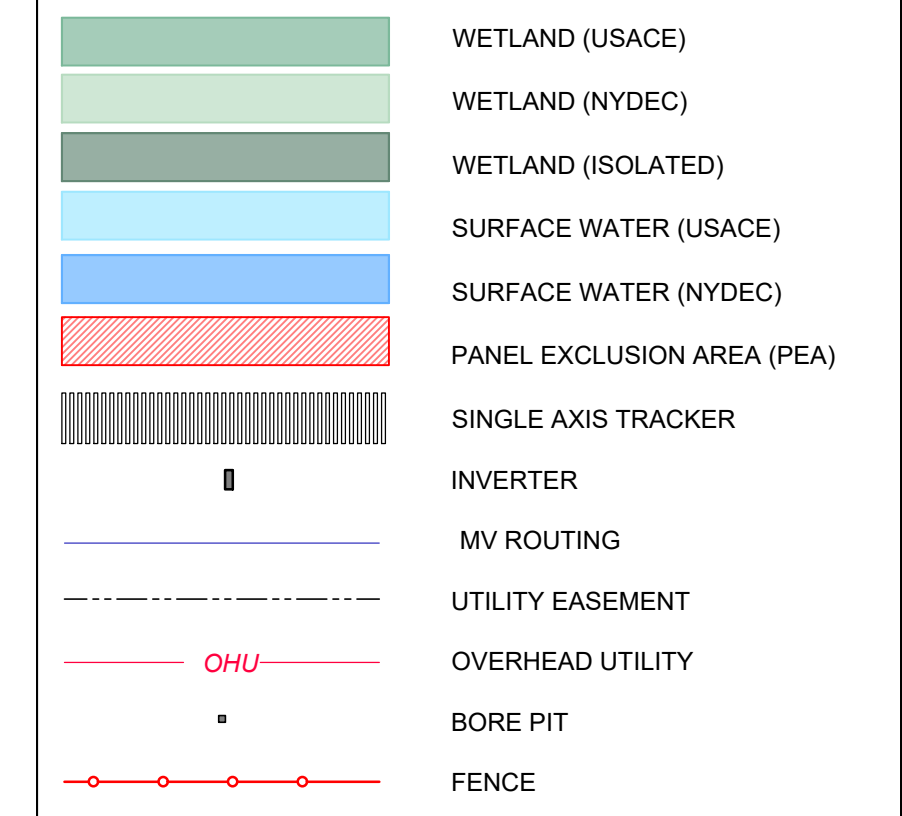 WETLAND (USACE)
WETLAND (NYDEC)
WETLAND (ISOLATED)
SURFACE WATER (USACE)
SURFACE WATER (NYDEC)
PANEL EXCLUSION AREA (PEA)
SINGLE AXIS TRACKER
INVERTER
MV ROUTING
UTILITY EASEMENT
OHU OVERHEAD UTILITY
BORE PIT
FENCE